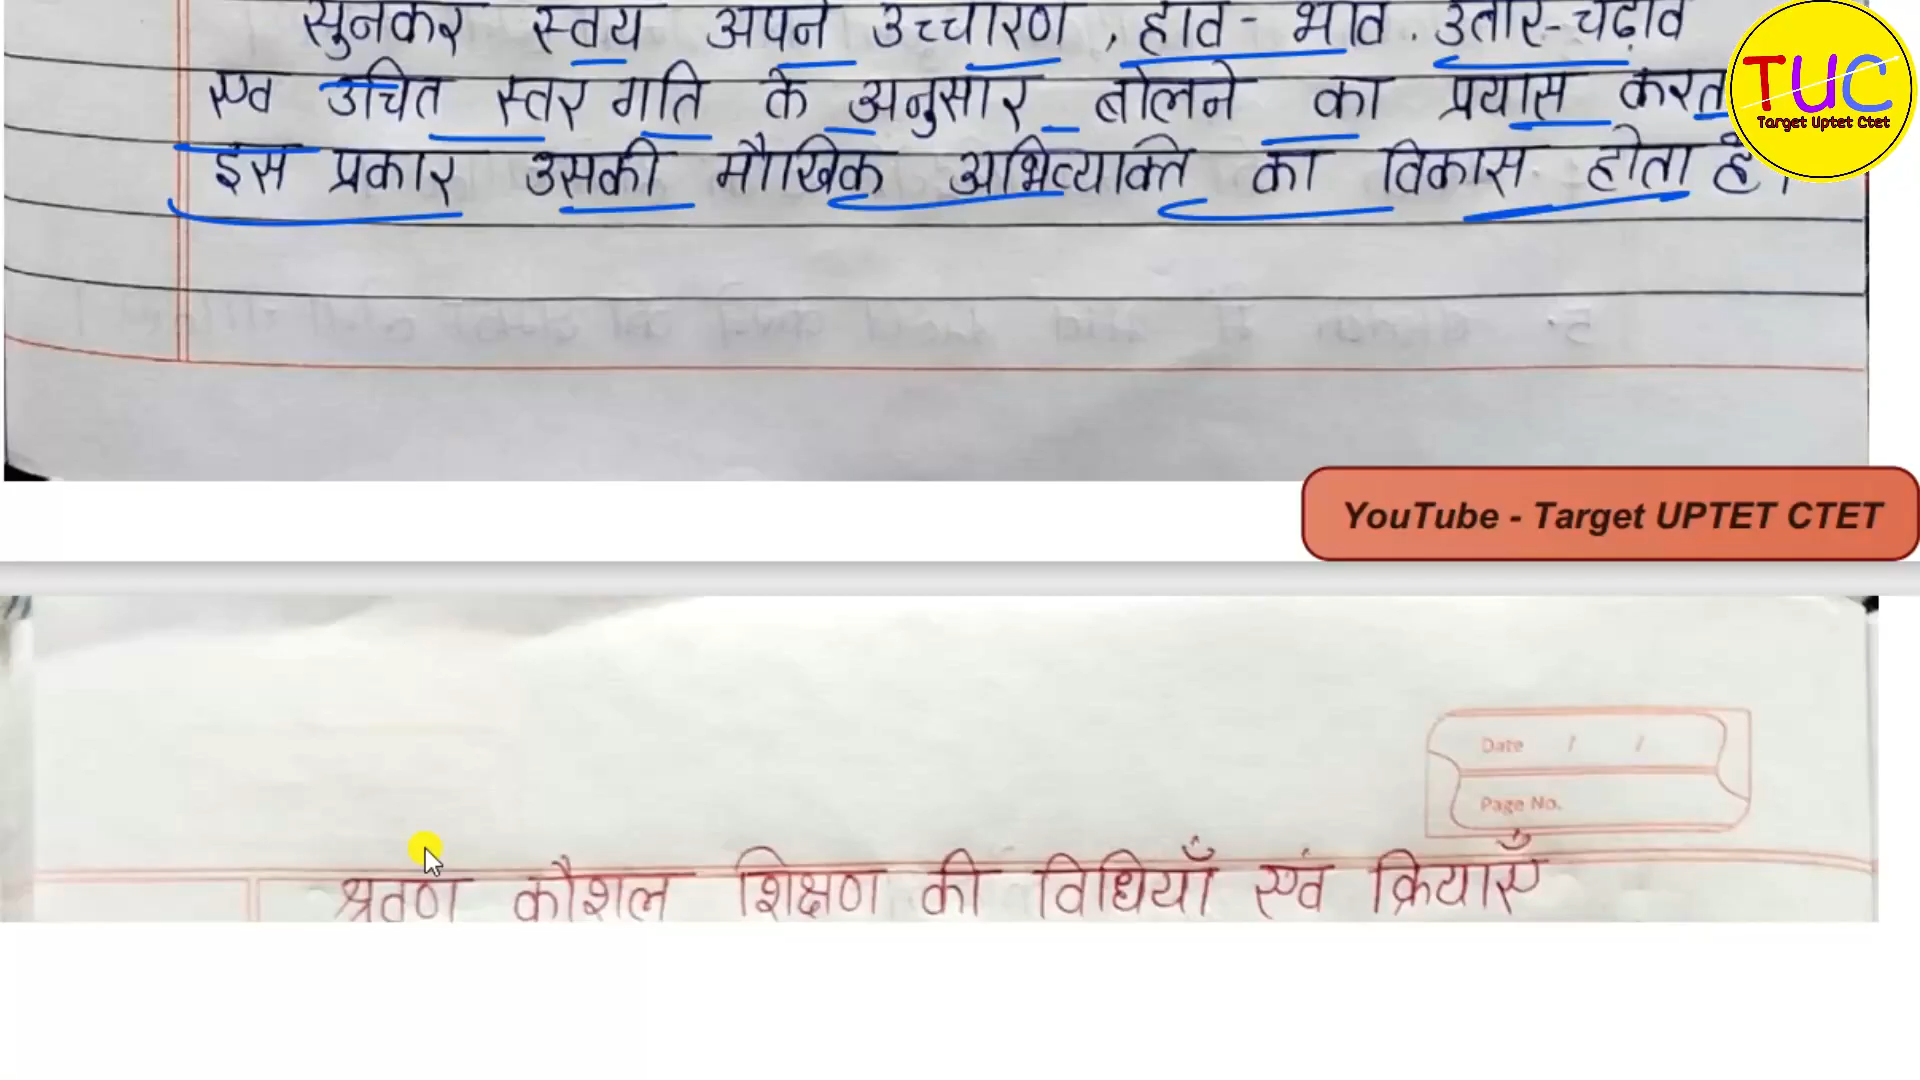 सुनकर स्वयं अपने उच्चारण, हाव-भाव, उतार-चढ़ाव
एवं उचित स्तर गति के अनुसार बोलने का प्रयास करत
इस प्रकार उसकी मौखिक अभिव्यक्ति का विकास होता है।
TUC
Target Uptet Ctet
YouTube - Target UPTET CTET
Date / /
Page No.
श्रवण कौशल शिक्षण की विधियाँ एवं क्रियाएँ